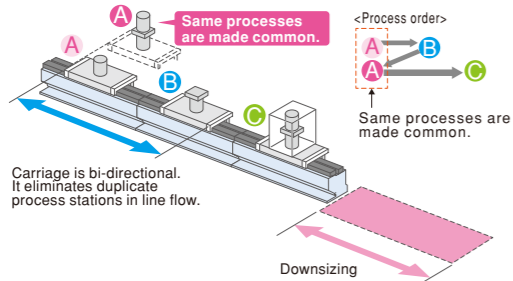 A
Same processes
are made common.
A
B
C
Carriage is bi-directional.
It eliminates duplicate
process stations in line flow.
Downsizing
<Process order>
A
B
A
C
Same processes are
made common.